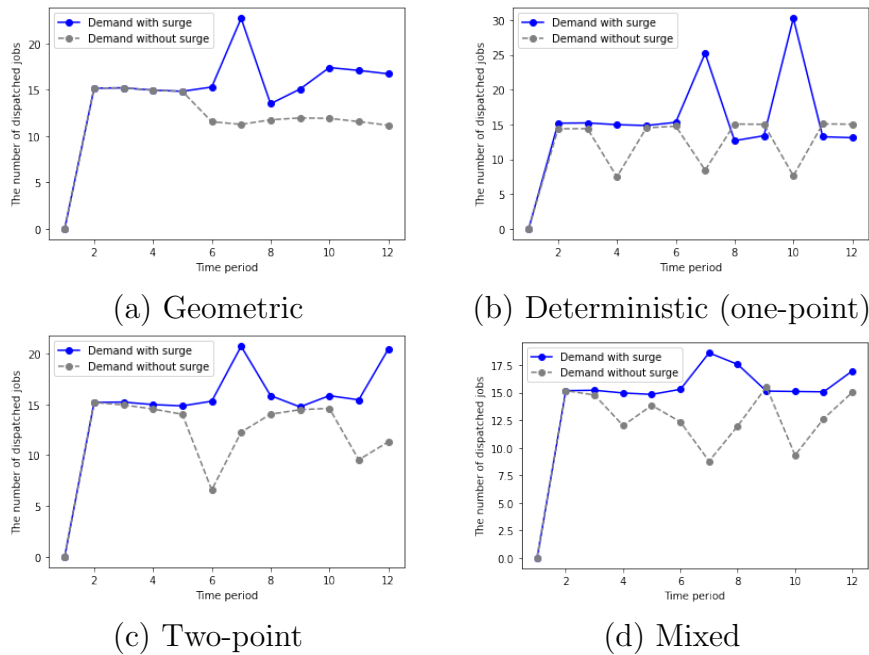 Demand with surge
Demand without surge
The number of dispatched jobs
20
15
10
5
0
2 4 6 8 10 12
Time period
(a) Geometric
Demand with surge
Demand without surge
The number of dispatched jobs
30
25
20
15
10
5
0
2 4 6 8 10 12
Time period
(b) Deterministic (one-point)
Demand with surge
Demand without surge
The number of dispatched jobs
20
15
10
5
0
2 4 6 8 10 12
Time period
(c) Two-point
Demand with surge
Demand without surge
The number of dispatched jobs
17.5
15.0
12.5
10.0
7.5
5.0
2.5
0.0
2 4 6 8 10 12
Time period
(d) Mixed